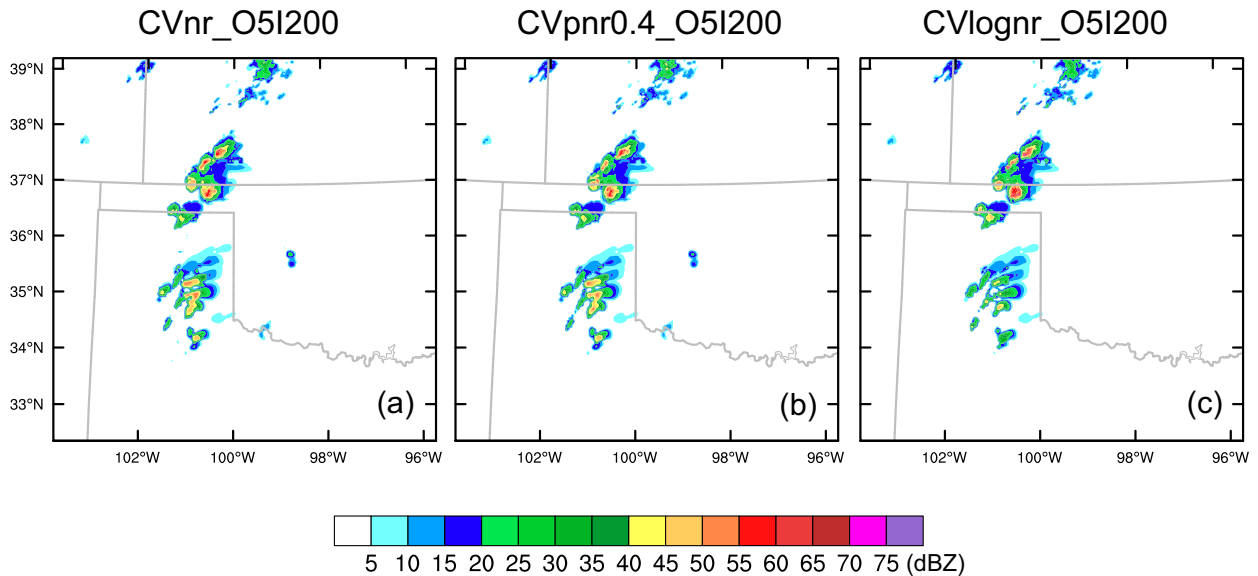 CVnr_O5I200 CVpnr0.4_O5I200 CVlognr_O5I200
39°N
38°N
37°N
36°N
35°N
34°N
33°N
(a) (b) (c)
102°W 100°W 98°W 96°W 102°W 100°W 98°W 96°W 102°W 100°W 98°W 96°W
5 10 15 20 25 30 35 40 45 50 55 60 65 70 75 (dBZ)